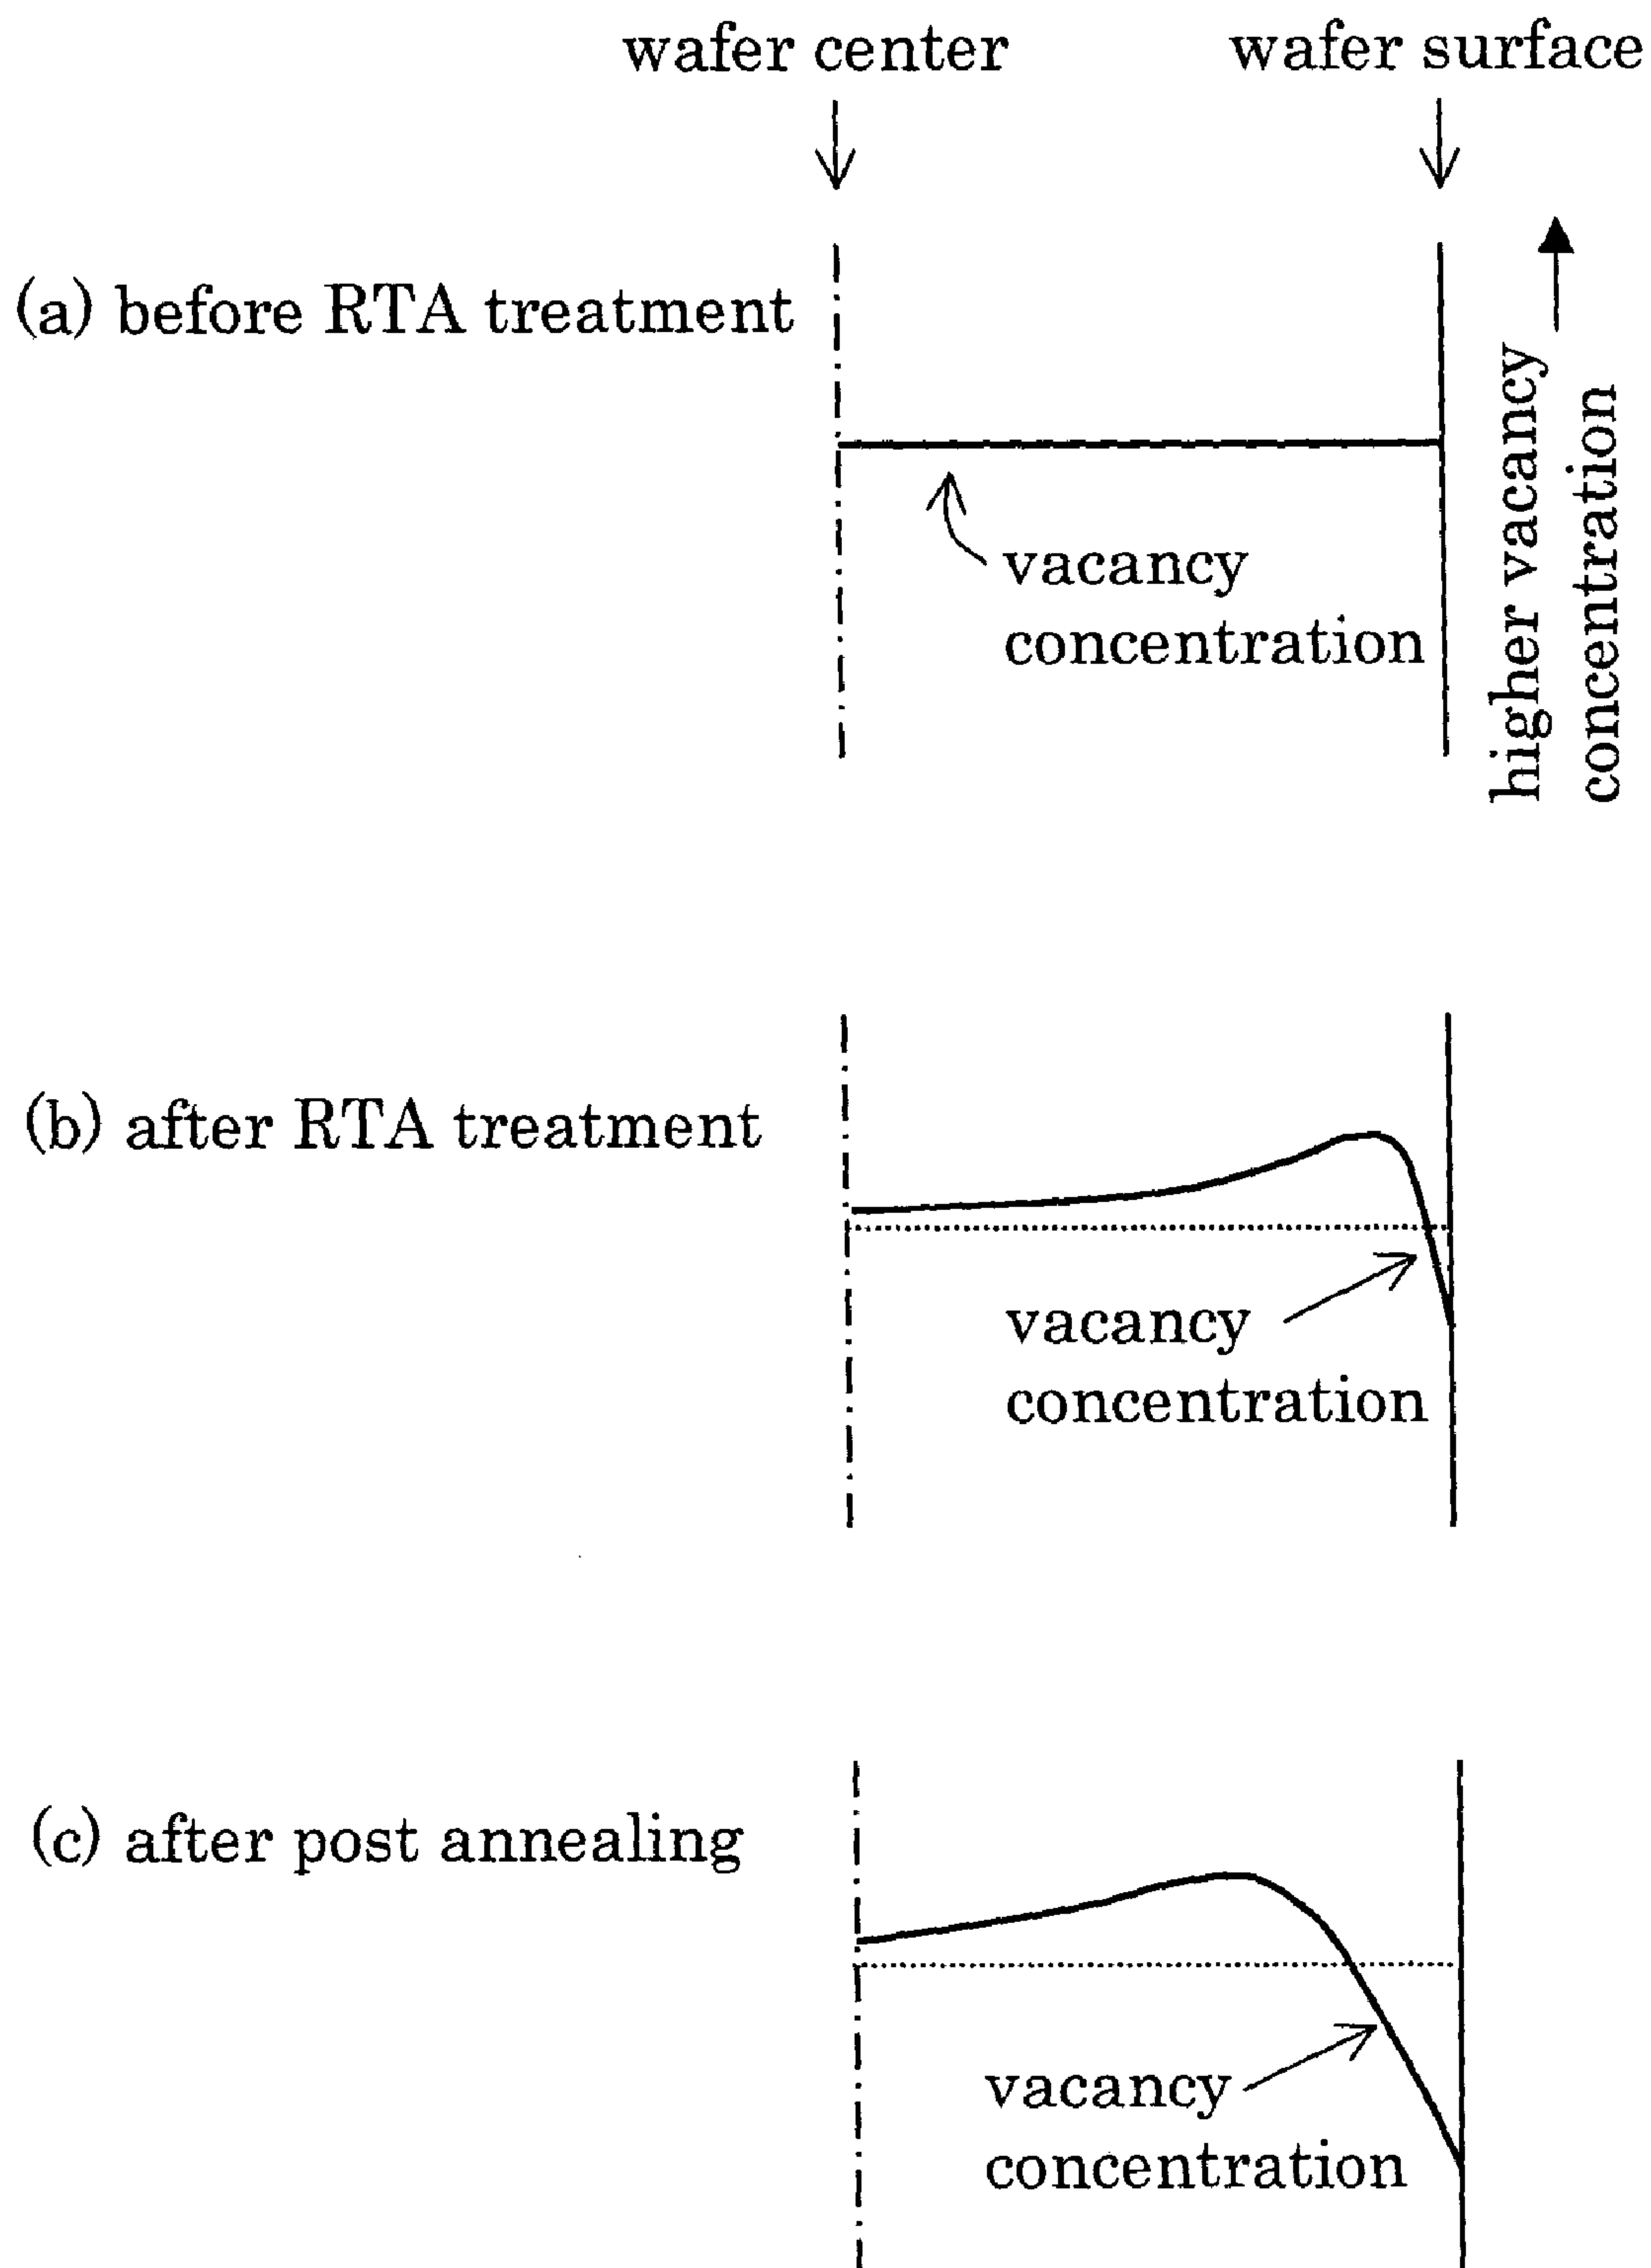 wafer center
wafer surface
(a) before RTA treatment
vacancy
concentration
higher vacancy
concentration
(b) after RTA treatment
vacancy
concentration
(c) after post annealing
vacancy
concentration